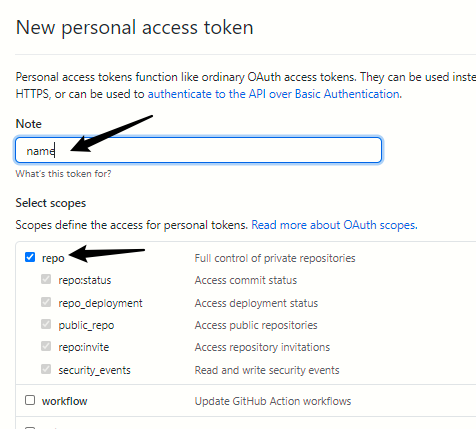 New personal access token
Personal access tokens function like ordinary OAuth access tokens. They can be used inste
HTTPS, or can be used to authenticate to the API over Basic Authentication.
Note
name
What's this token for?
Select scopes
Scopes define the access for personal tokens. Read more about OAuth scopes.
repo Full control of private repositories
repo:status Access commit status
repo_deployment Access deployment status
public_repo Access public repositories
repo:invite Access repository invitations
security_events Read and write security events
workflow Update GitHub Action workflows